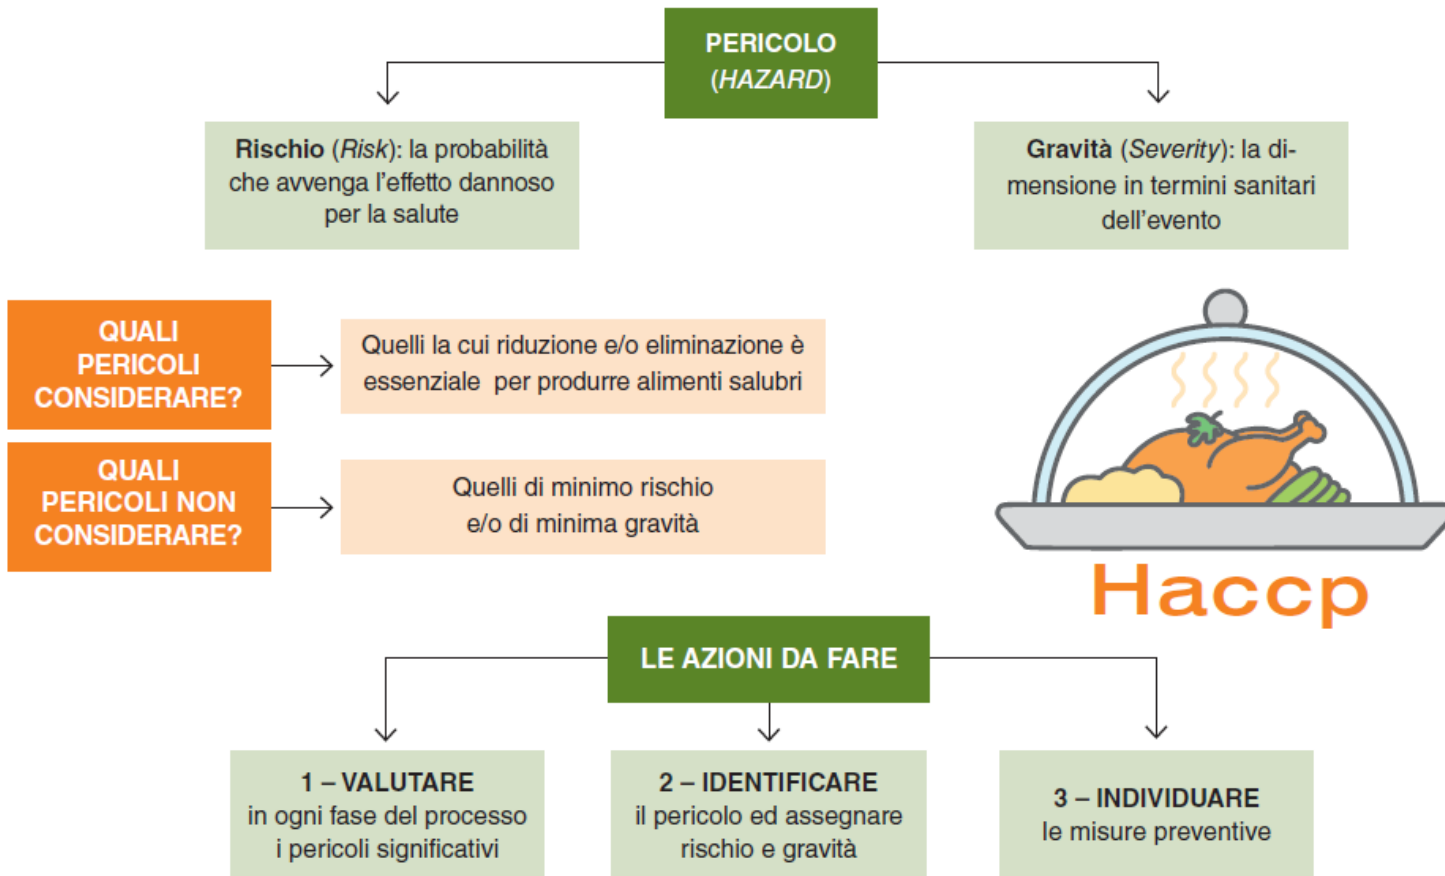 PERICOLO
(HAZARD)
Rischio (Risk): la probabilità
che avvenga l'effetto dannoso
per la salute
Gravità (Severity): la di-
mensione in termini sanitari
dell'evento
QUALI
PERICOLI
CONSIDERARE?
Quelli la cui riduzione e/o eliminazione è
essenziale per produrre alimenti salubri
QUALI
PERICOLI NON
CONSIDERARE?
Quelli di minimo rischio
e/o di minima gravità
Haccp
LE AZIONI DA FARE
1 – VALUTARE
in ogni fase del processo
i pericoli significativi
2 – IDENTIFICARE
il pericolo ed assegnare
rischio e gravità
3 – INDIVIDUARE
le misure preventive